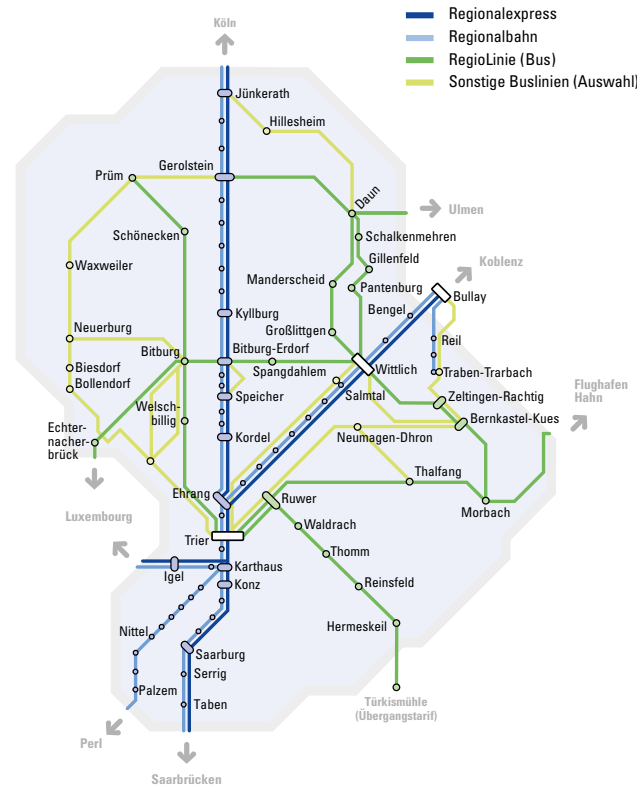 Regionalexpress
Regionalbahn
RegioLinie (Bus)
Sonstige Buslinien (Auswahl)
Köln
Jünkerath
Hillesheim
Gerolstein
Prüm
Daun
Ulmen
Schönecken
Schalkenmehren
Gillenfeld
Koblenz
Waxweiler
Manderscheid
Pantenburg
Bullay
Bengel
Kyllburg
Neuerburg
Großlittgen
Reil
Bitburg
Bitburg-Erdorf
Wittlich
Biesdorf
Spangdahlem
Traben-Trarbach
Bollendorf
Flughafen
Hahn
Speicher
Salmtal
Zeltingen-Rachtig
Welsch-
billig
Bernkastel-Kues
Echter-
nacher-
brück
Kordel
Neumagen-Dhron
Thalfang
Ehrang
Ruwer
Morbach
Luxembourg
Waldrach
Trier
Thomm
Karthaus
Igel
Konz
Reinsfeld
Nittel
Hermeskeil
Saarburg
Serrig
Palzem
Taben
Türkismühle
(Übergangstarif)
Perl
Saarbrücken